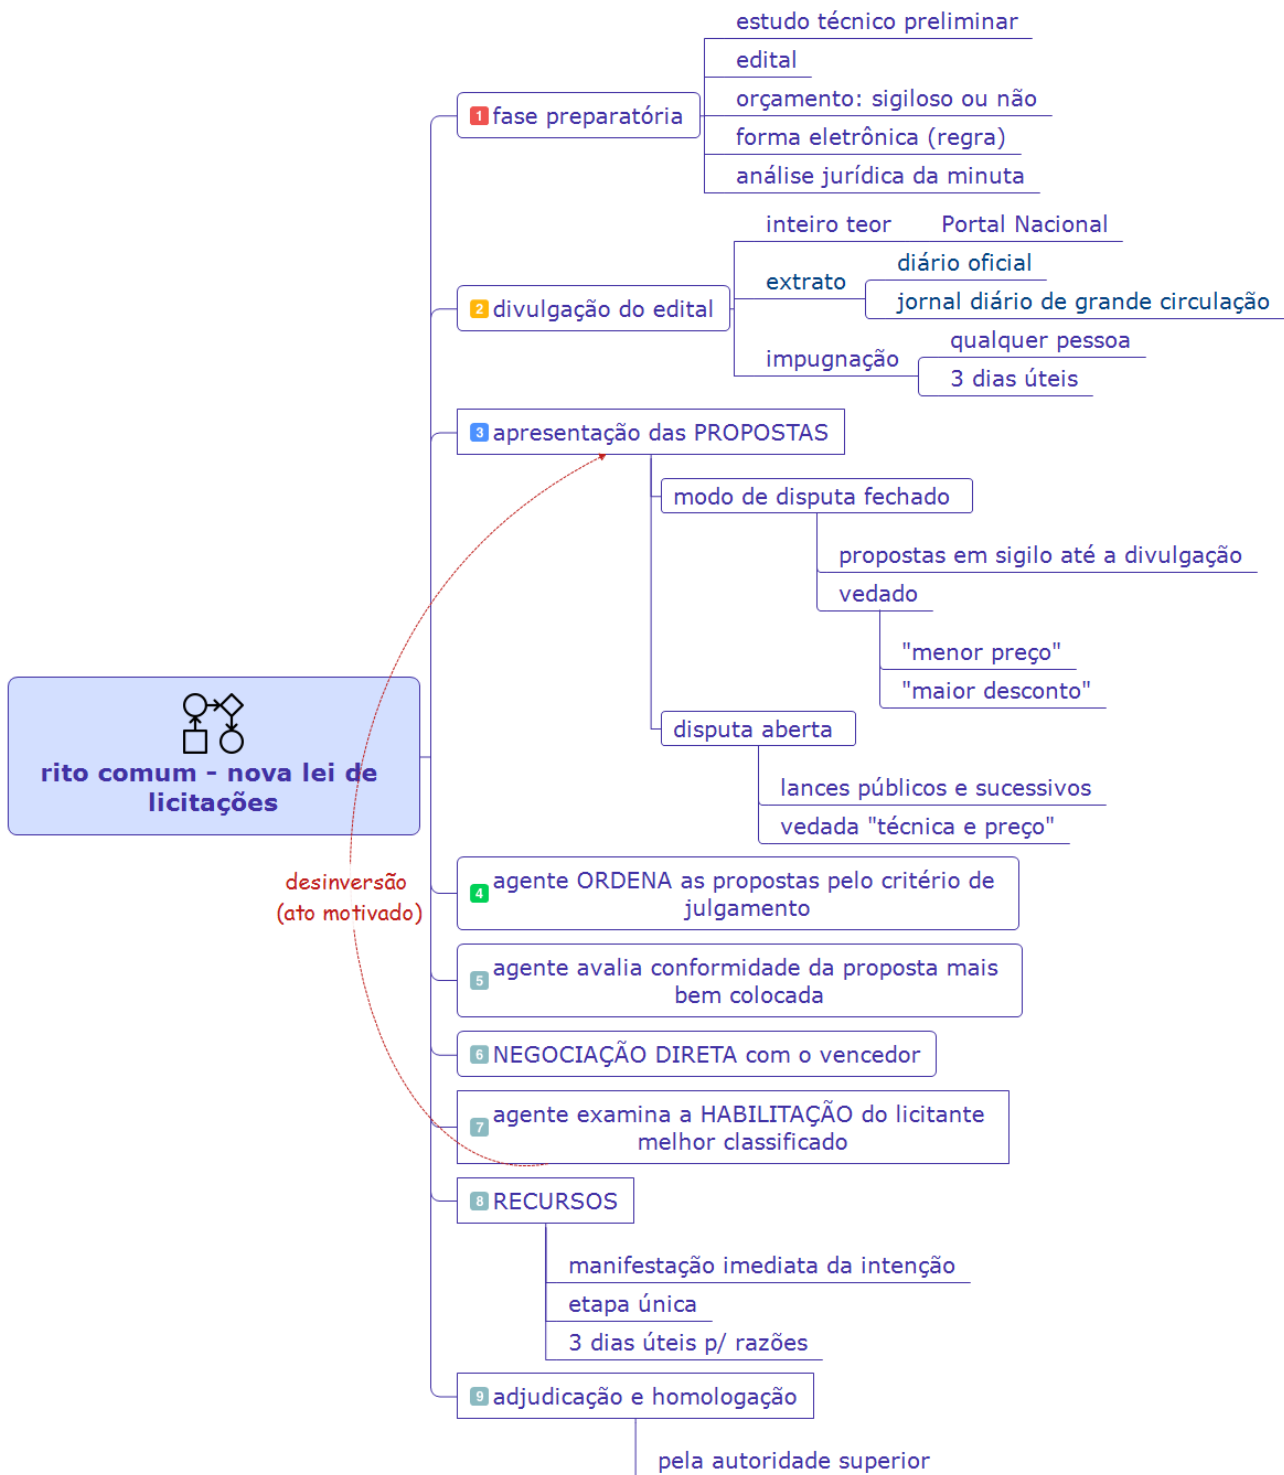 estudo técnico preliminar
edital
1 fase preparatória
orçamento: sigiloso ou não
forma eletrônica (regra)
análise jurídica da minuta
inteiro teor Portal Nacional
diário oficial
extrato
jornal diário de grande circulação
2 divulgação do edital
qualquer pessoa
impugnação
3 dias úteis
3 apresentação das PROPOSTAS
modo de disputa fechado
propostas em sigilo até a divulgação
vedado
"menor preço"
"maior desconto"
disputa aberta
lances públicos e sucessivos
vedada "técnica e preço"
rito comum - nova lei de
licitações
desinversão
(ato motivado)
4 agente ORDENA as propostas pelo critério de
julgamento
5 agente avalia conformidade da proposta mais
bem colocada
6 NEGOCIAÇÃO DIRETA com o vencedor
7 agente examina a HABILITAÇÃO do licitante
melhor classificado
8 RECURSOS
manifestação imediata da intenção
etapa única
3 dias úteis p/ razões
9 adjudicação e homologação
pela autoridade superior